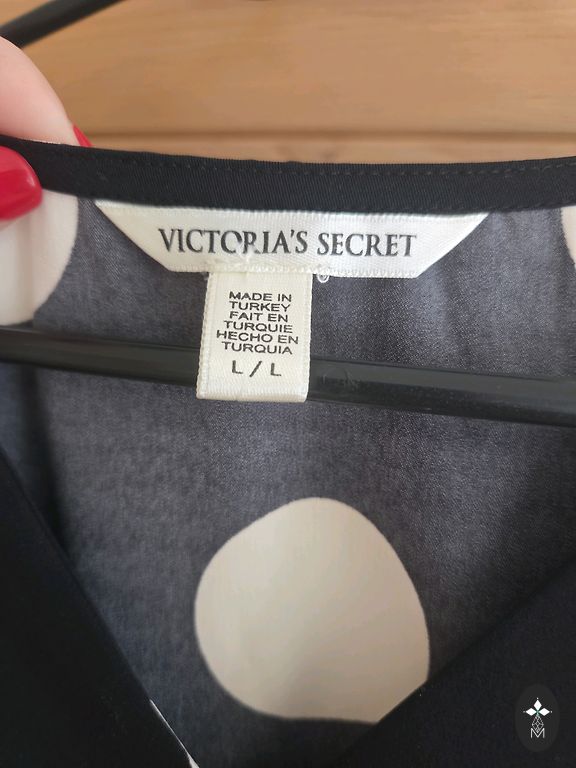 VICTORIA'S SECRET
MADE IN
TURKEY
FAIT EN
TURQUIE
HECHO EN
TURQUIA
L / L